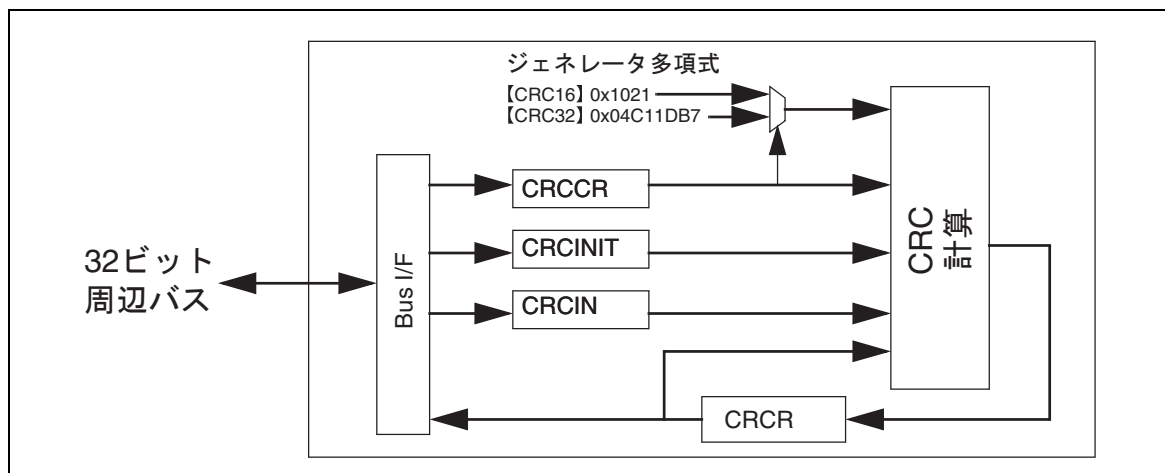 ジェネレータ多項式
【CRC16】0x1021
【CRC32】0x04C11DB7
CRCCR
CRCINIT
CRCIN
CRCR
Bus I/F
CRC
計算
32ビット
周辺バス